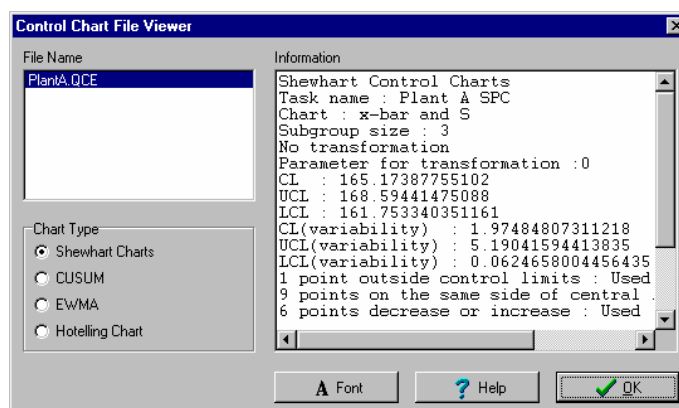 Control Chart File Viewer
File Name
PlantA.QCE
Chart Type
Shewhart Charts
CUSUM
EWMA
Hotelling Chart
Information
Shewhart Control Charts
Task name : Plant A SPC
Chart : x-bar and S
Subgroup size : 3
No transformation
Parameter for transformation :0
CL : 165.17387755102
UCL : 168.59441475088
LCL : 161.753340351161
CL(variability) : 1.97484807311218
UCL(variability) : 5.19041594413835
LCL(variability) : 0.0624658004456435
1 point outside control limits : Used
9 points on the same side of central .
6 points decrease or increase : Used
A Font
? Help
OK